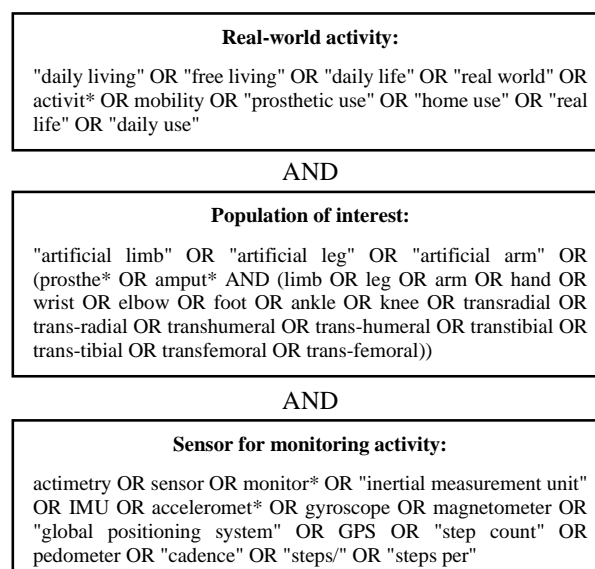 Real-world activity:
"daily living" OR "free living" OR "daily life" OR "real world" OR
activit* OR mobility OR "prosthetic use" OR "home use" OR "real
life" OR "daily use"
AND
Population of interest:
"artificial limb" OR "artificial leg" OR "artificial arm" OR
(prosthe* OR amput* AND (limb OR leg OR arm OR hand OR
wrist OR elbow OR foot OR ankle OR knee OR transradial OR
trans-radial OR transhumeral OR trans-humeral OR transtibial OR
trans-tibial OR transfemoral OR trans-femoral))
AND
Sensor for monitoring activity:
actimetry OR sensor OR monitor* OR "inertial measurement unit"
OR IMU OR acceleromet* OR gyroscope OR magnetometer OR
"global positioning system" OR GPS OR "step count" OR
pedometer OR "cadence" OR "steps/" OR "steps per"